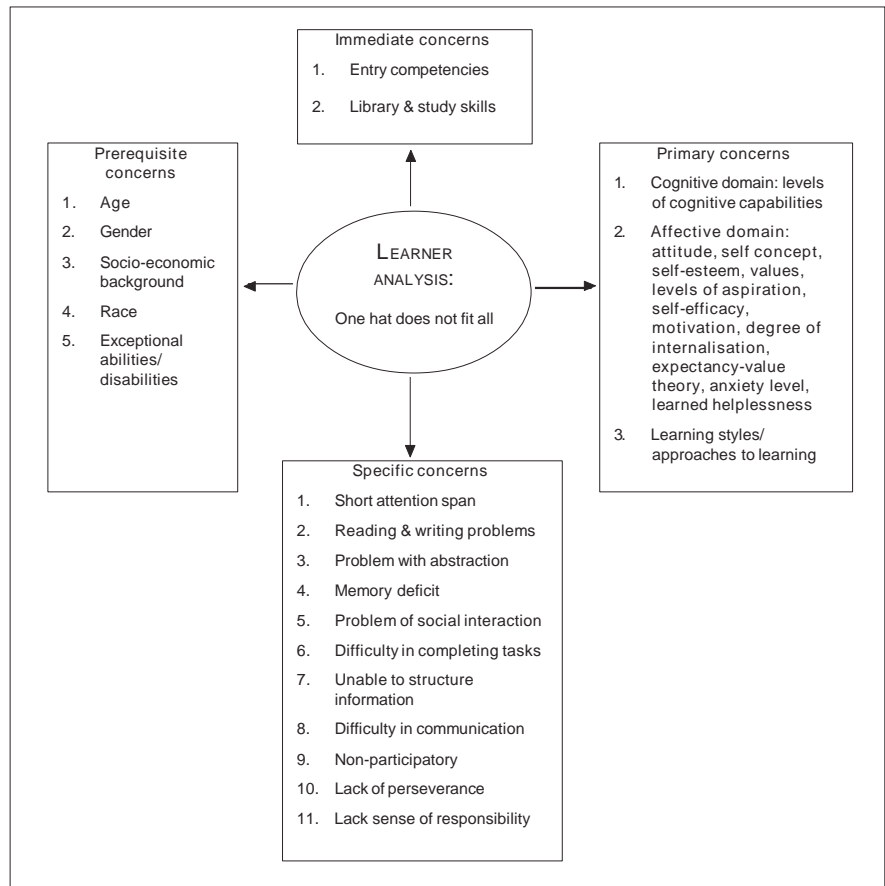 Immediate concerns
1. Entry competencies
2. Library & study skills
Prerequisite
concerns
1. Age
2. Gender
3. Socio-economic
background
4. Race
5. Exceptional
abilities/
disabilities
LEARNER
ANALYSIS:
One hat does not fit all
Primary concerns
1. Cognitive domain: levels
of cognitive capabilities
2. Affective domain:
attitude, self concept,
self-esteem, values,
levels of aspiration,
self-efficacy,
motivation, degree of
internalisation,
expectancy-value
theory, anxiety level,
learned helplessness
3. Learning styles/
approaches to learning
Specific concerns
1. Short attention span
2. Reading & writing problems
3. Problem with abstraction
4. Memory deficit
5. Problem of social interaction
6. Difficulty in completing tasks
7. Unable to structure
information
8. Difficulty in communication
9. Non-participatory
10. Lack of perseverance
11. Lack sense of responsibility